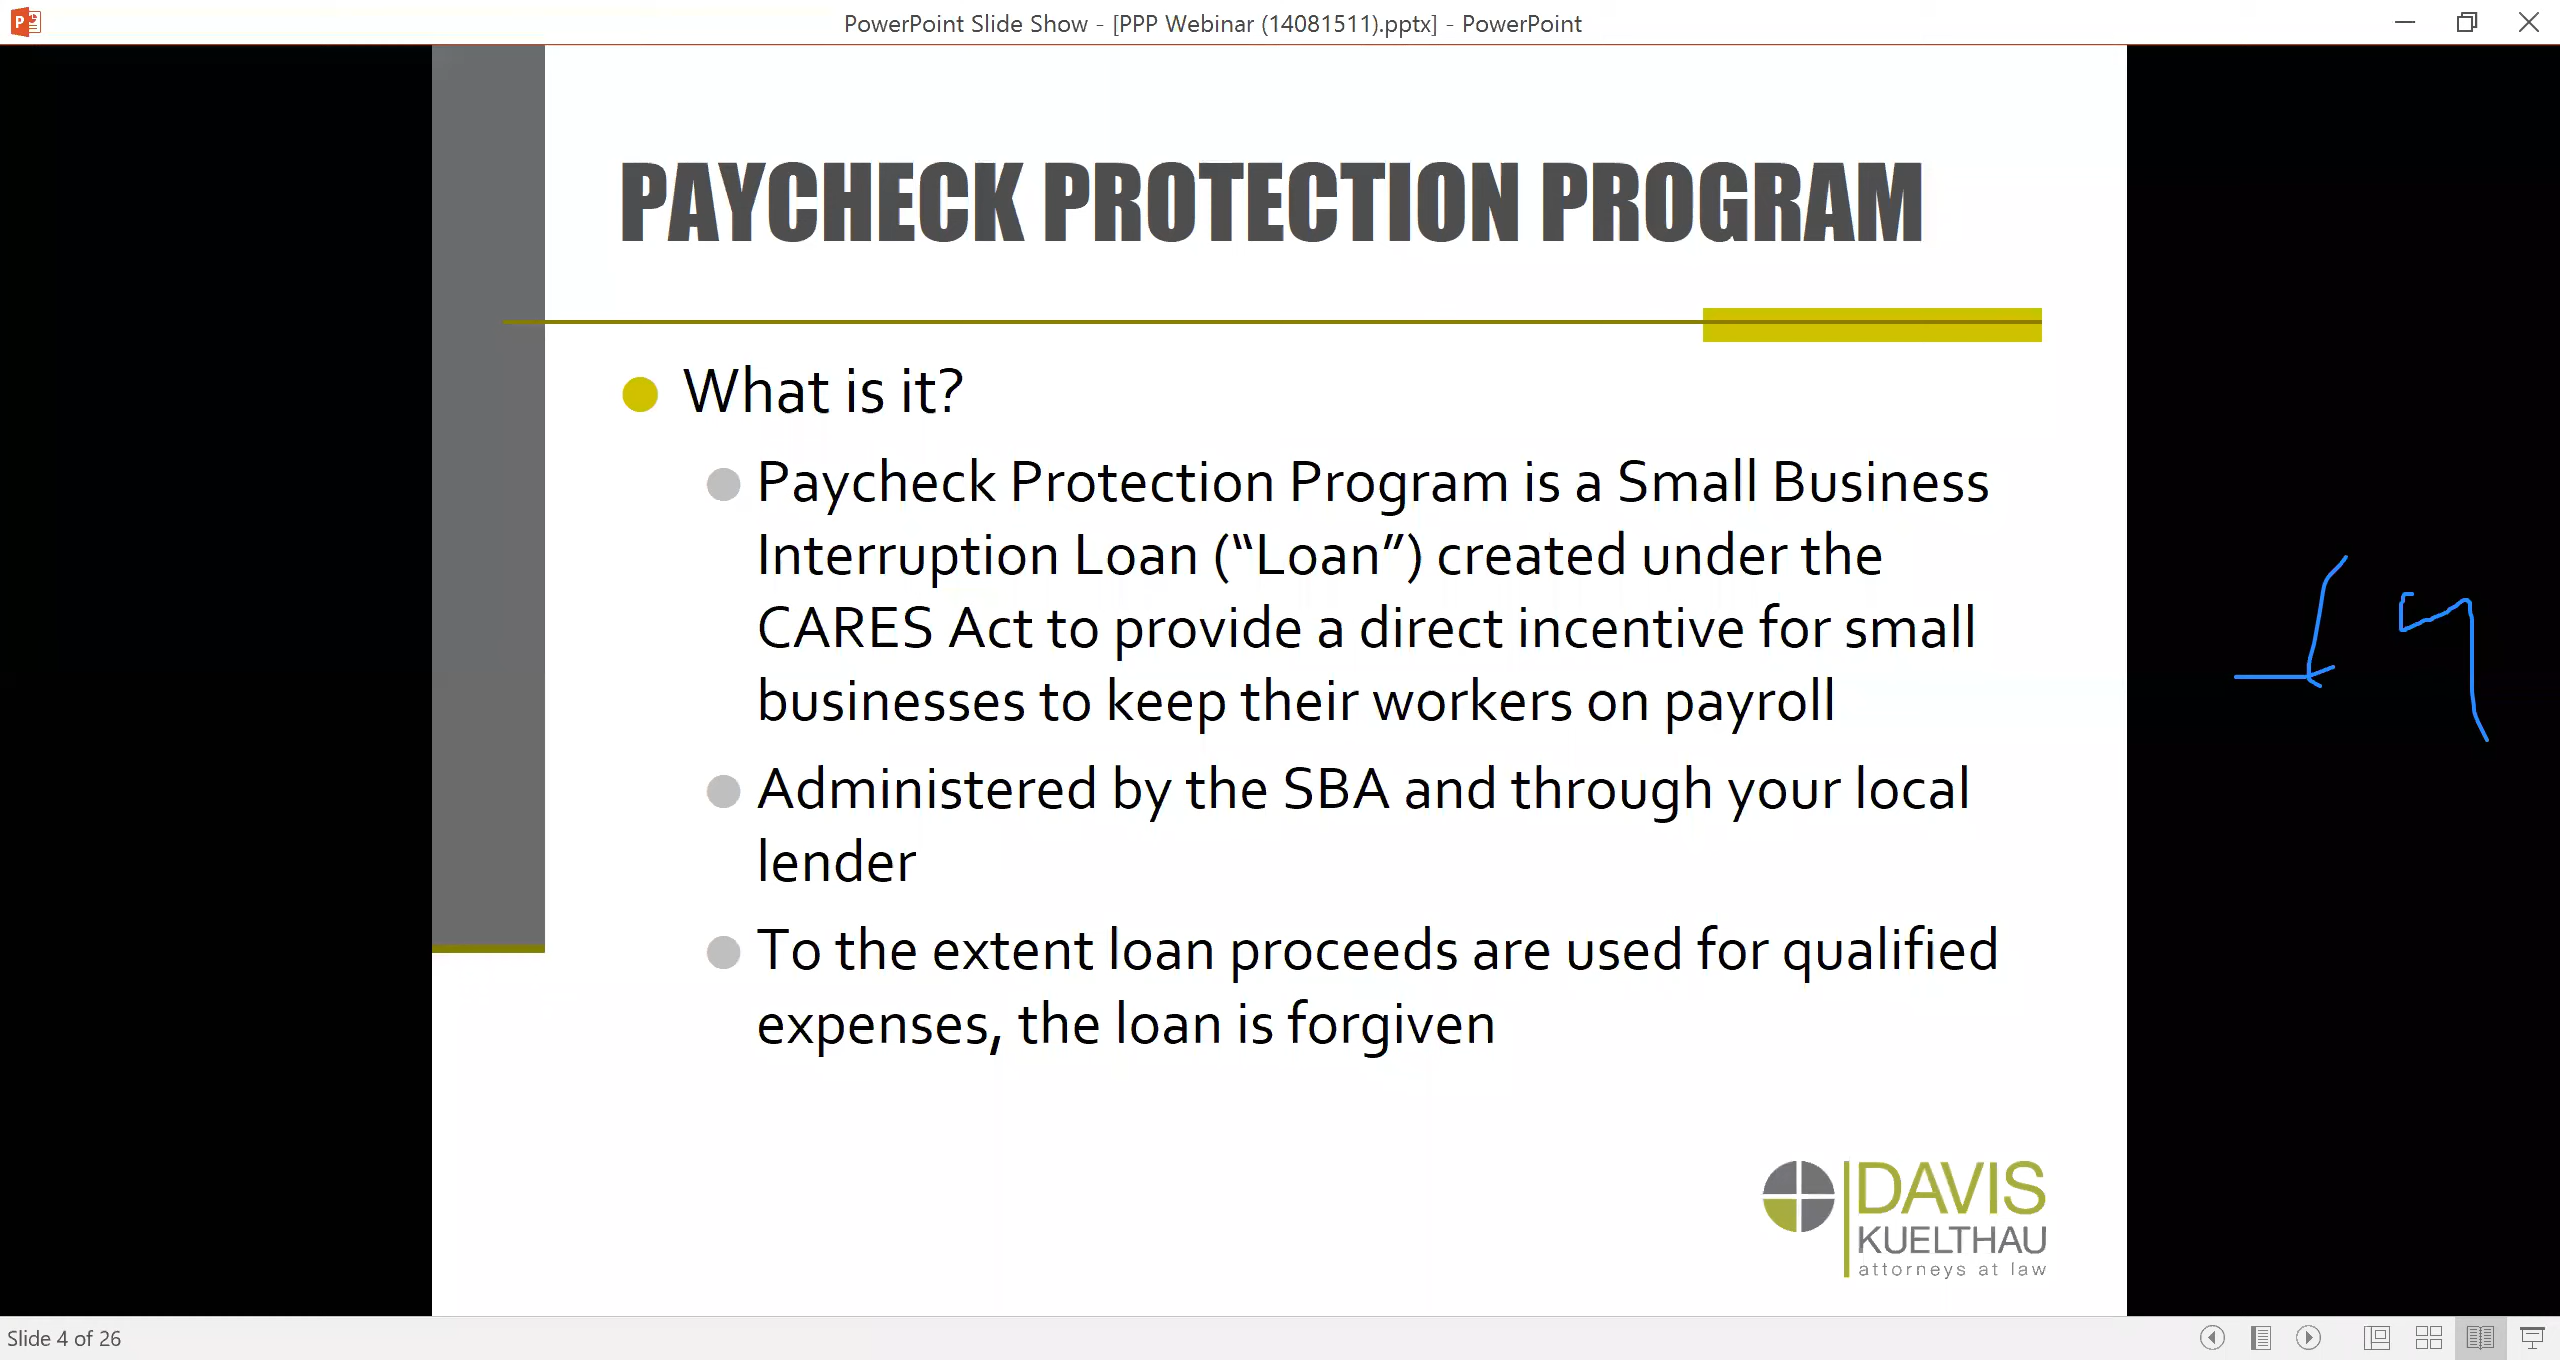 PowerPoint Slide Show - [PPP Webinar (14081511).pptx] - PowerPoint
PAYCHECK PROTECTION PROGRAM
What is it?
Paycheck Protection Program is a Small Business
Interruption Loan (“Loan”) created under the
CARES Act to provide a direct incentive for small
businesses to keep their workers on payroll
Administered by the SBA and through your local
lender
To the extent loan proceeds are used for qualified
expenses, the loan is forgiven
DAVIS
KUELTHAU
attorneys at law
Slide 4 of 26